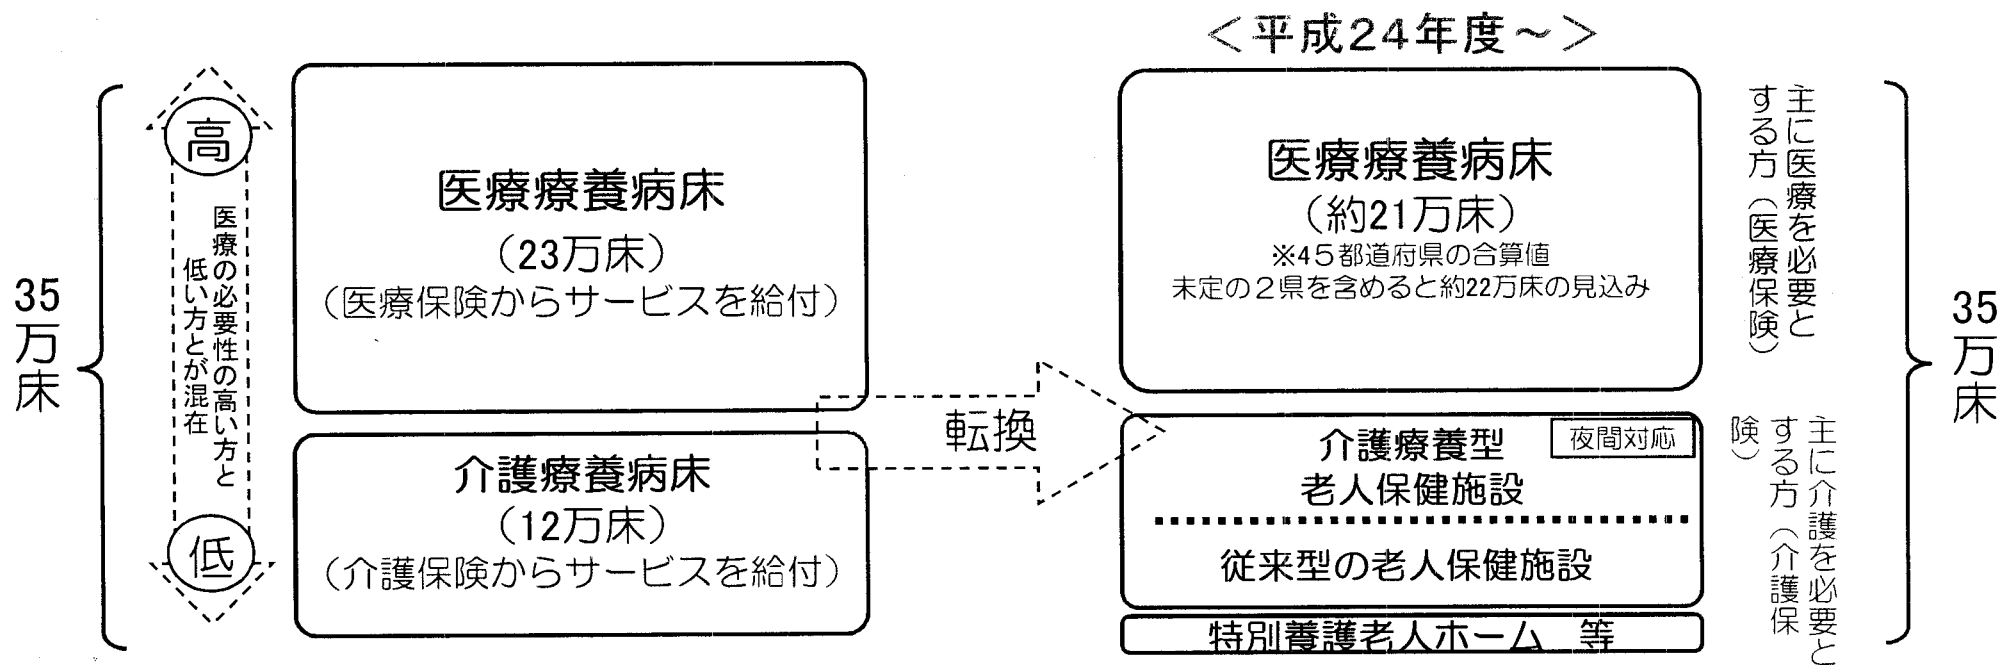 ＜平成24年度～＞
35万床
高
医療の必要性の高い方と
低い方とが混在
低
医療療養病床
（23万床）
（医療保険からサービスを給付）
介護療養病床
（12万床）
（介護保険からサービスを給付）
転換
医療療養病床
（約21万床）
※45都道府県の合算値
未定の２県を含めると約22万床の見込み
介護療養型
夜間対応
老人保健施設
従来型の老人保健施設
特別養護老人ホーム　等
主に医療を必要と
する方（医療保険）
主に介護を必要と
する方（介護保
険）
35万床